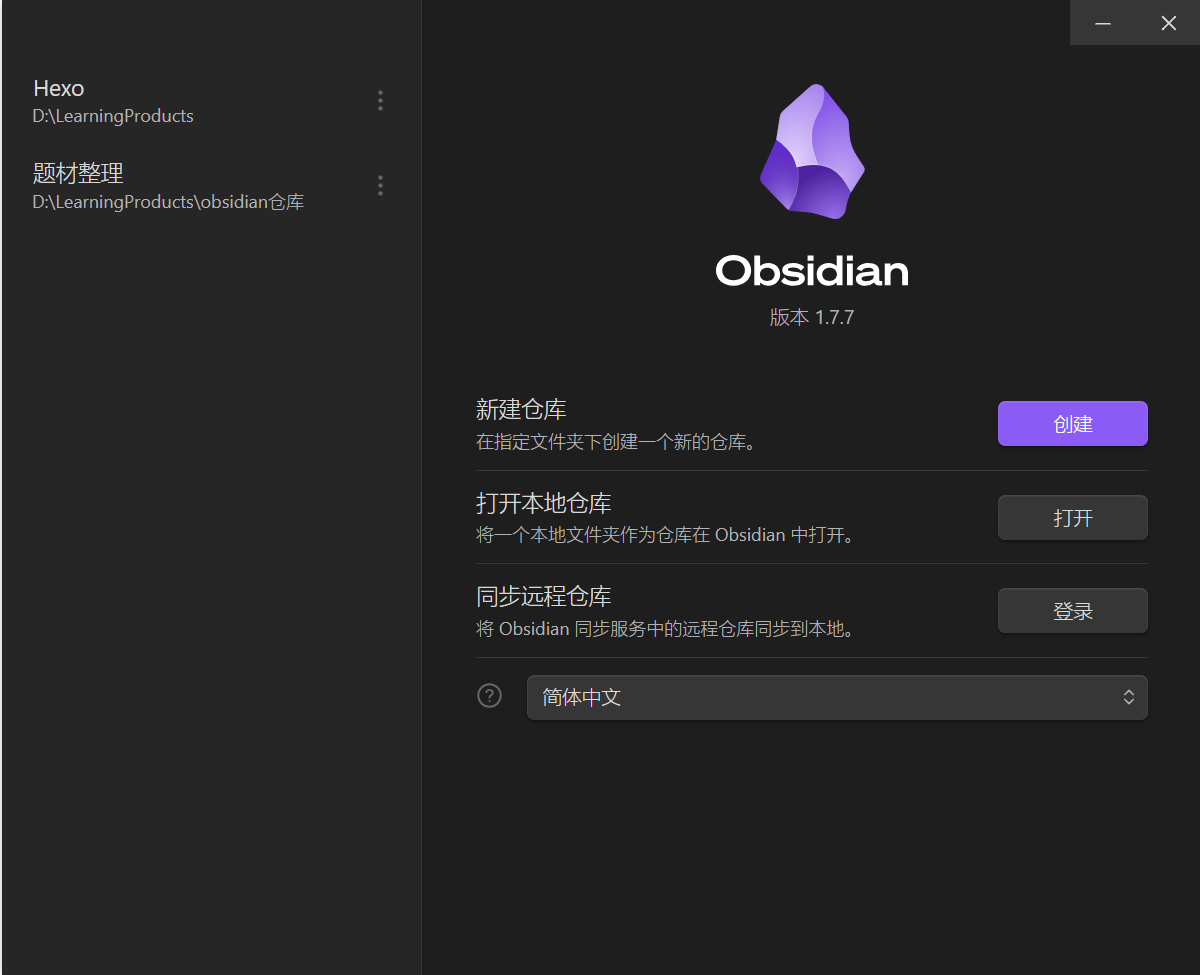 Hexo
D:\LearningProducts
题材整理
D:\LearningProducts\obsidian仓库
Obsidian
版本 1.7.7
新建仓库
在指定文件夹下创建一个新的仓库。
创建
打开本地仓库
将一个本地文件夹作为仓库在 Obsidian 中打开。
打开
同步远程仓库
将 Obsidian 同步服务中的远程仓库同步到本地。
登录
?
简体中文